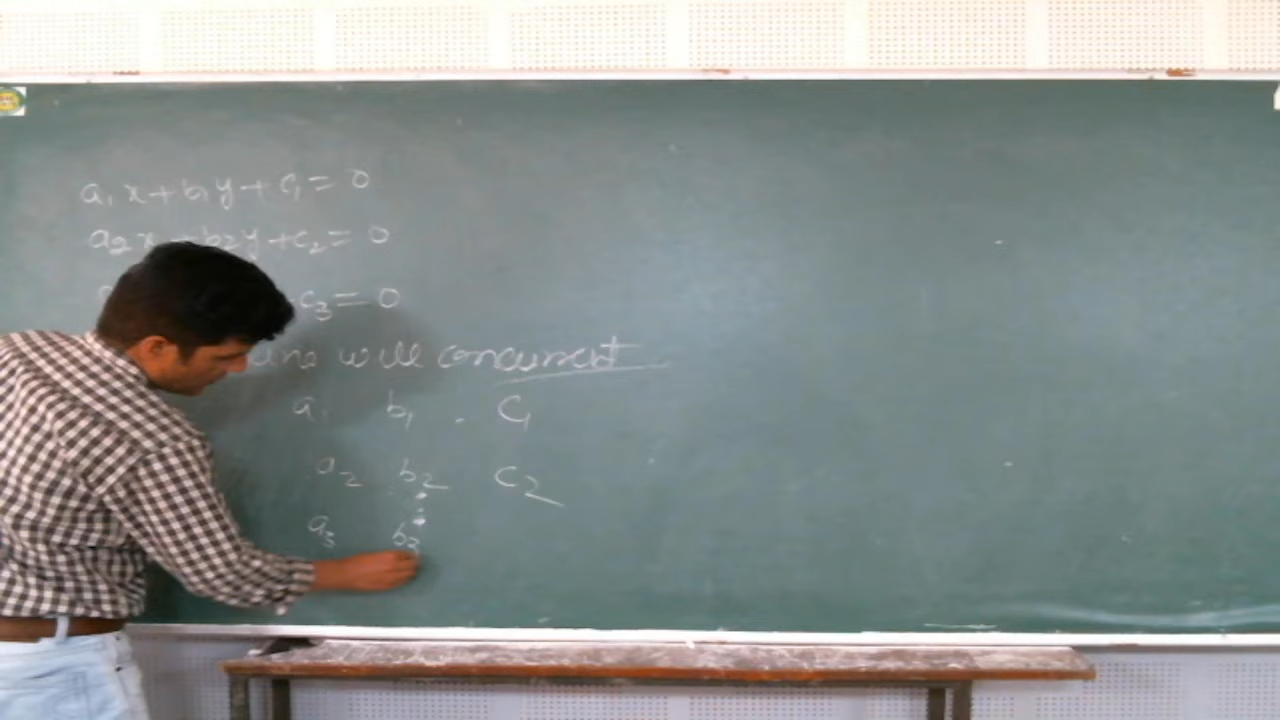 a₁x + b₁y + c₁ = 0
a₂x b₂y + c₂ = 0
c₃ = 0
will concurrent
a₁ b₁ c₁
a₂ b₂ c₂
a₃ b₃